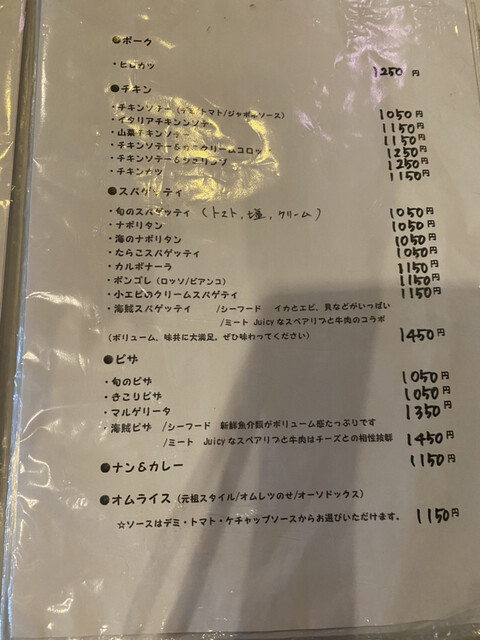 ●ポーク
・ヒレカツ 1250円
●チキン
・チキンソテー(デミ/トマト/ジャポネソース) 1050円
・イタリアチキンソテー 1150円
・山菜チキンソテー 1150円
・チキンソテー&カニクリームコロッケ 1250円
・チキンソテー& 1250円
・チキンカツ 1150円
●スパゲッティ
・旬のスパゲッティ (トマト, 塩, クリーム) 1050円
・ナポリタン 1050円
・海のナポリタン 1050円
・たらこスパゲッティ 1050円
・カルボナーラ 1150円
・ボンゴレ (ロッソ/ビアンコ) 1150円
・小エビのクリームスパゲティ 1150円
・海賊スパゲッティ /シーフード イカとエビ、貝などがいっぱい
/ミート Juicyなスペアリブと牛肉のコラボ
(ボリューム、味共に大満足。ぜひ味わってください) 1450円
●ピザ
・旬のピザ 1050円
・きこりピザ 1050円
・マルゲリータ 1350円
・海賊ピザ /シーフード 新鮮魚介類がボリューム感たっぷりです
/ミート Juicyなスペアリブと牛肉はチーズとの相性抜群 1450円
●ナン&カレー 1150円
●オムライス (元祖スタイル/オムレツのせ/オーソドックス)
☆ソースはデミ・トマト・ケチャップソースからお選びいただけます。 1150円